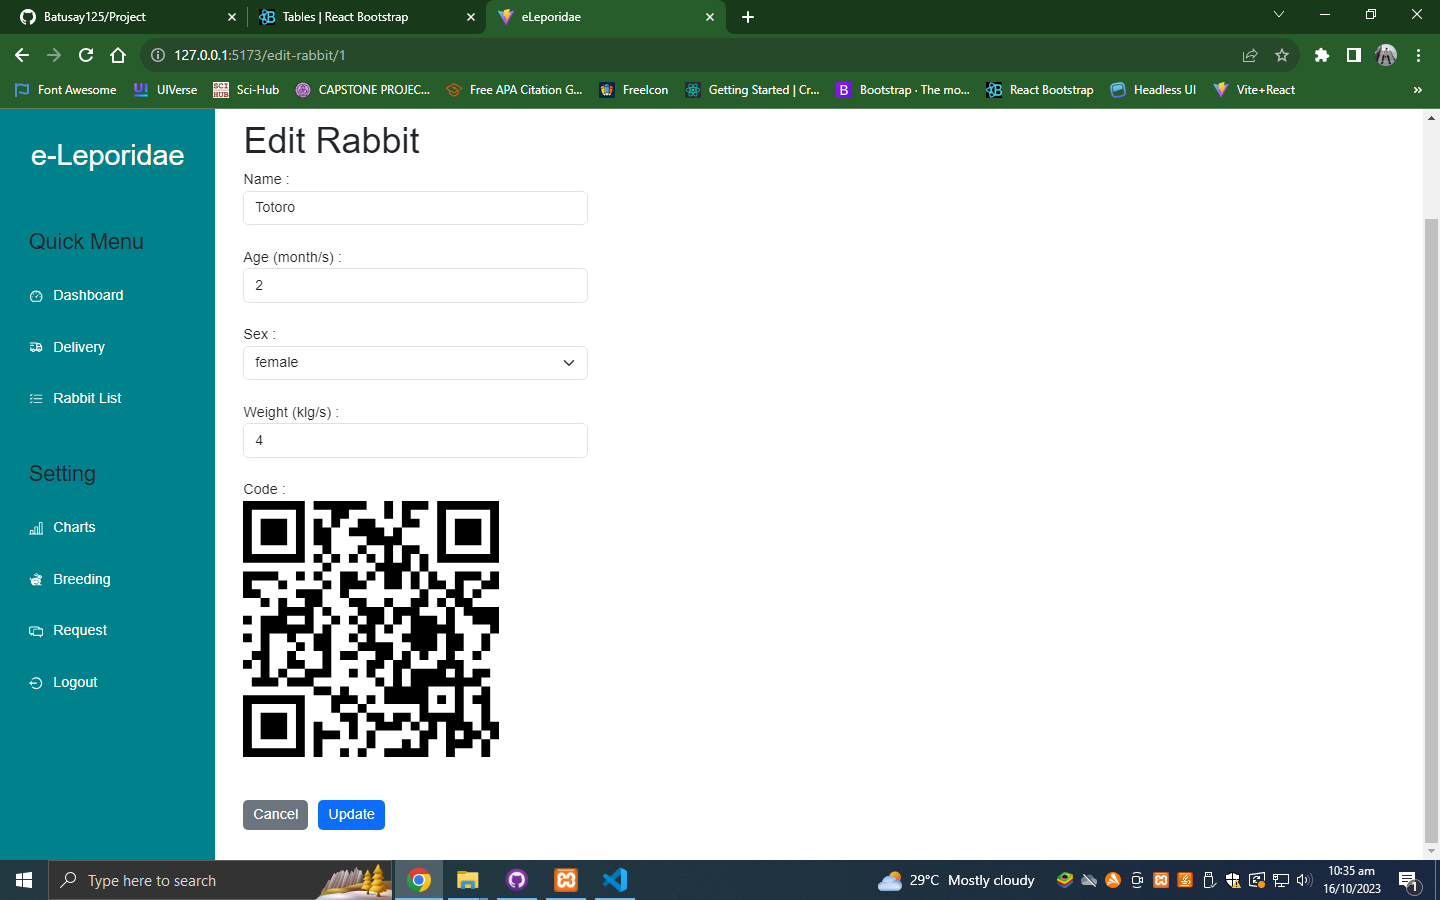 Batusay125/Project
Tables | React Bootstrap
eLeporidae
127.0.0.1:5173/edit-rabbit/1
Font Awesome
UIVerse
SCI HUB Sci-Hub
CAPSTONE PROJEC...
Free APA Citation G...
FreeIcon
Getting Started | Cr...
B Bootstrap · The mo...
React Bootstrap
Headless UI
Vite+React
»
e-Leporidae
Quick Menu
Dashboard
Delivery
Rabbit List
Setting
Charts
Breeding
Request
Logout
Edit Rabbit
Name :
Totoro
Age (month/s) :
2
Sex :
female
Weight (klg/s) :
4
Code :
Cancel
Update
Type here to search
29°C Mostly cloudy
10:35 am
16/10/2023
1